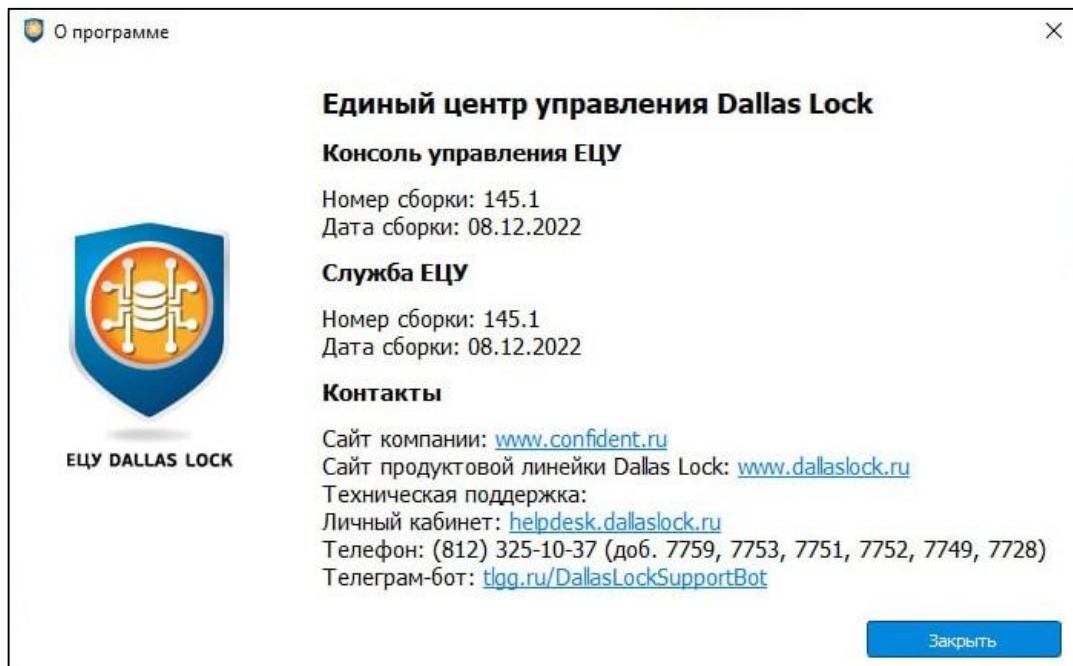 О программе
Единый центр управления Dallas Lock
Консоль управления ЕЦУ
Номер сборки: 145.1
Дата сборки: 08.12.2022
Служба ЕЦУ
Номер сборки: 145.1
Дата сборки: 08.12.2022
Контакты
ЕЦУ DALLAS LOCK
Сайт компании: www.confident.ru
Сайт продуктовой линейки Dallas Lock: www.dallaslock.ru
Техническая поддержка:
Личный кабинет: helpdesk.dallaslock.ru
Телефон: (812) 325-10-37 (доб. 7759, 7753, 7751, 7752, 7749, 7728)
Телеграм-бот: tlgg.ru/DallasLockSupportBot
Закрыть